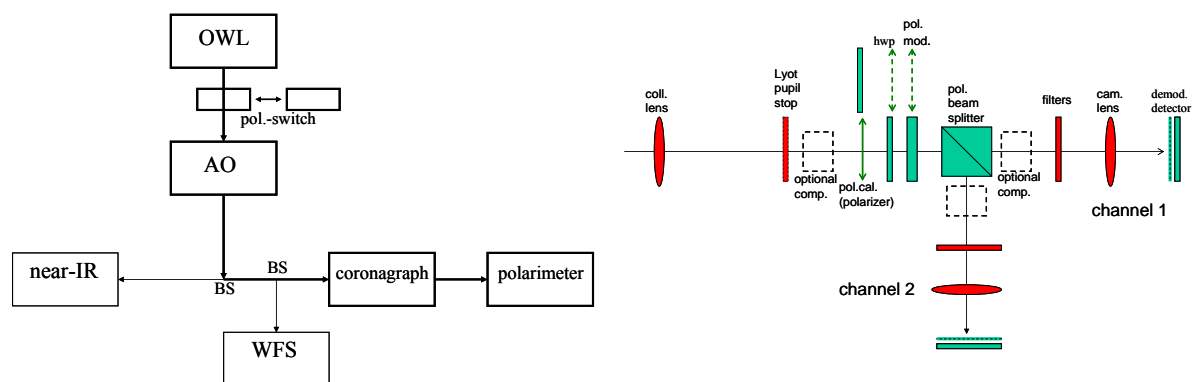 OWL
pol.-switch
AO
near-IR
BS
BS
coronagraph
polarimeter
WFS
coll.
lens
Lyot
pupil
stop
optional
comp.
pol.cal.
(polarizer)
hwp
pol.
mod.
pol.
beam
splitter
optional
comp.
filters
cam.
lens
demod.
detector
channel 1
channel 2